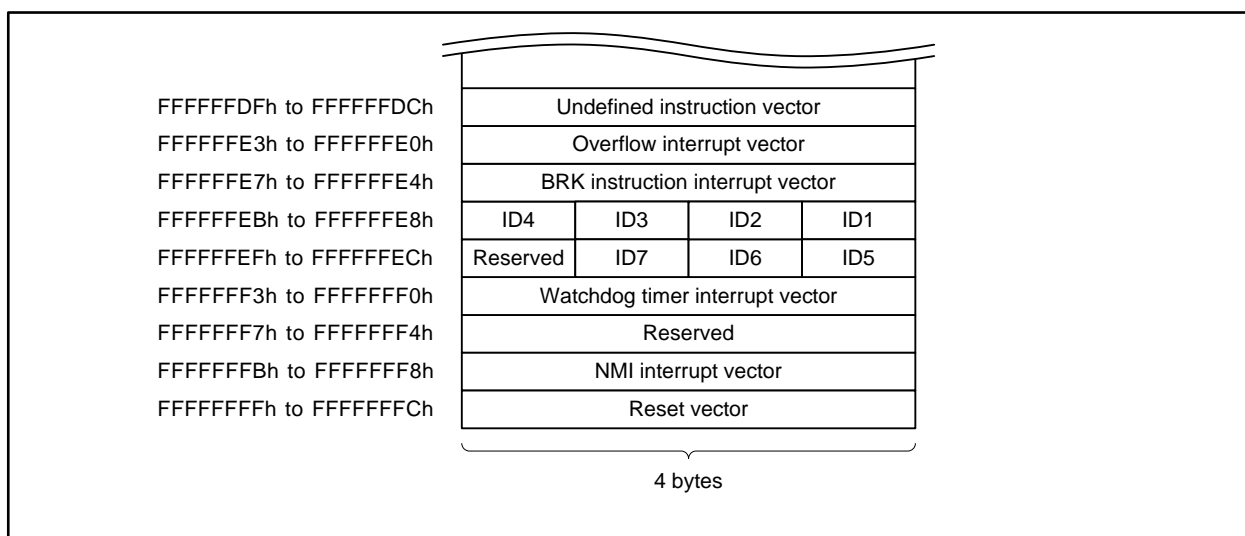 FFFFFFDFh to FFFFFFDCh Undefined instruction vector
FFFFFFE3h to FFFFFFE0h Overflow interrupt vector
FFFFFFE7h to FFFFFFE4h BRK instruction interrupt vector
FFFFFFEBh to FFFFFFE8h ID4 ID3 ID2 ID1
FFFFFFEFh to FFFFFFECh Reserved ID7 ID6 ID5
FFFFFFF3h to FFFFFFF0h Watchdog timer interrupt vector
FFFFFFF7h to FFFFFFF4h Reserved
FFFFFFFBh to FFFFFFF8h NMI interrupt vector
FFFFFFFFh to FFFFFFFCh Reset vector
4 bytes